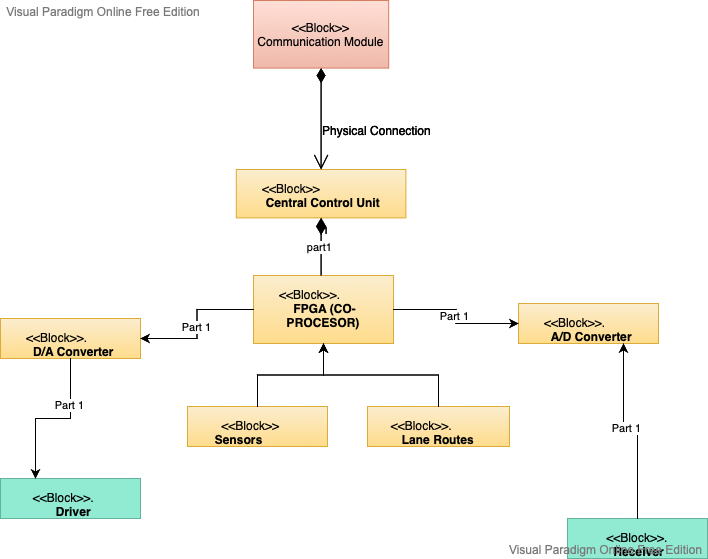 Visual Paradigm Online Free Edition
<<Block>>
Communication Module
Physical Connection
<<Block>>
Central Control Unit
part1
<<Block>>.
FPGA (CO-
PROCESOR)
Part 1
Part 1
<<Block>>.
D/A Converter
<<Block>>.
A/D Converter
Part 1
<<Block>>
Sensors
<<Block>>.
Lane Routes
Part 1
<<Block>>.
Driver
<<Block>>.
Receiver
Visual Paradigm Online Free Edition